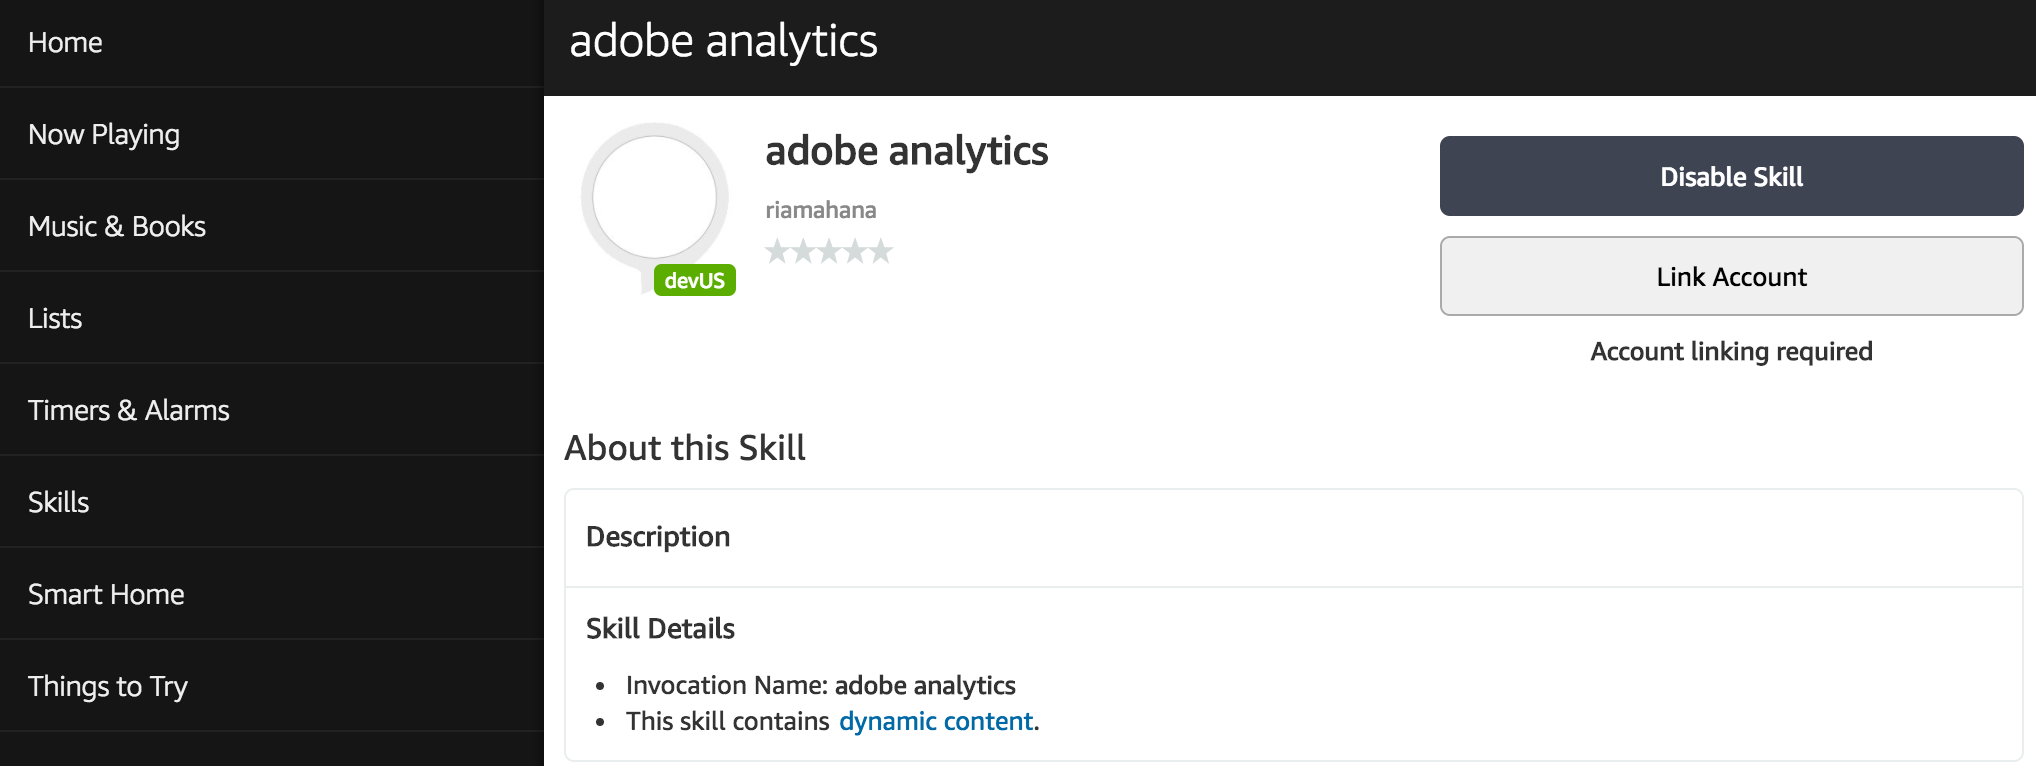 Home
Now Playing
Music & Books
Lists
Timers & Alarms
Skills
Smart Home
Things to Try
adobe analytics
adobe analytics
riamahana
devUS
Disable Skill
Link Account
Account linking required
About this Skill
Description
Skill Details
• Invocation Name: adobe analytics
• This skill contains dynamic content.